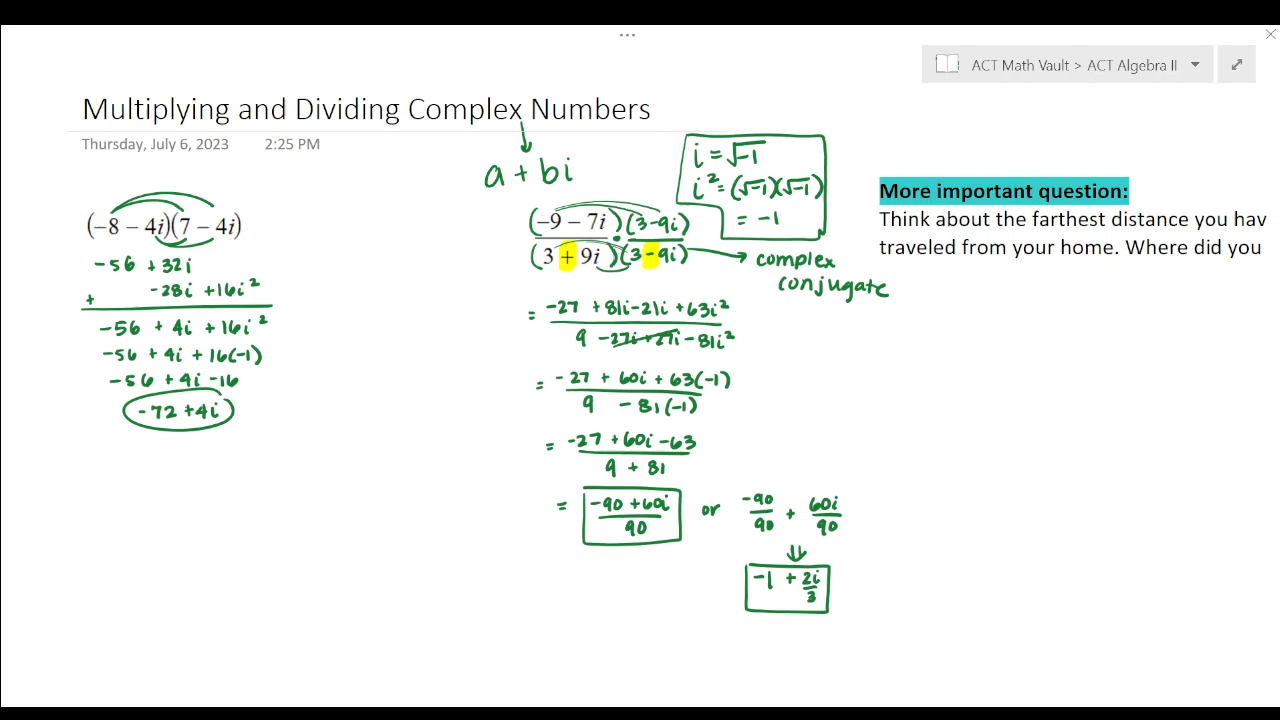 ...
ACT Math Vault > ACT Algebra II
Multiplying and Dividing Complex Numbers
Thursday, July 6, 2023 2:25 PM
a + bi
i = √-1
i² = (√-1)(√-1)
= -1
More important question:
Think about the farthest distance you hav
traveled from your home. Where did you
(-8 - 4i)(7 - 4i)
-56 + 32i
+ -28i + 16i²
-56 + 4i + 16i²
-56 + 4i + 16(-1)
-56 + 4i - 16
-72 + 4i
(-9 - 7i)(3 - 9i)
(3 + 9i)(3 - 9i)
complex
conjugate
= -27 + 81i - 21i + 63i²
9 - 27i + 27i - 81i²
= -27 + 60i + 63(-1)
9 - 81(-1)
= -27 + 60i - 63
9 + 81
= -90 + 60i or -90 + 60i
90 90 90
-1 + 2i
3